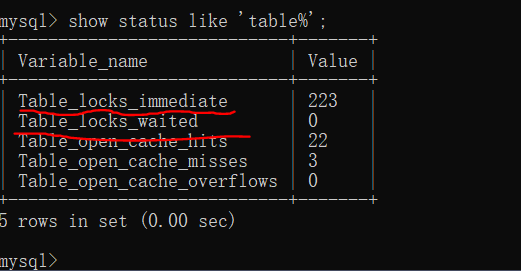 mysql> show status like 'table%';
+----------------------------+-------+
| Variable_name              | Value |
+----------------------------+-------+
| Table_locks_immediate      | 223   |
| Table_locks_waited         | 0     |
| Table_open_cache_hits      | 22    |
| Table_open_cache_misses    | 3     |
| Table_open_cache_overflows | 0     |
+----------------------------+-------+
5 rows in set (0.00 sec)
mysql>